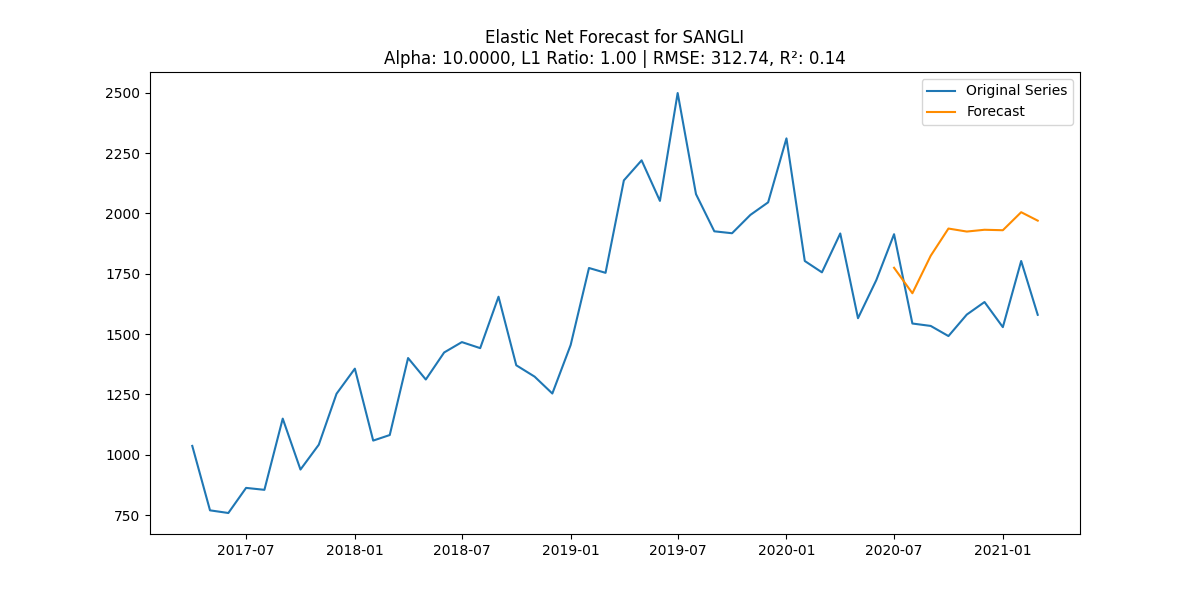 Elastic Net Forecast for SANGLI
Alpha: 10.0000, L1 Ratio: 1.00 | RMSE: 312.74, R²: 0.14
Original Series
Forecast
2500
2250
2000
1750
1500
1250
1000
750
2017-07 2018-01 2018-07 2019-01 2019-07 2020-01 2020-07 2021-01